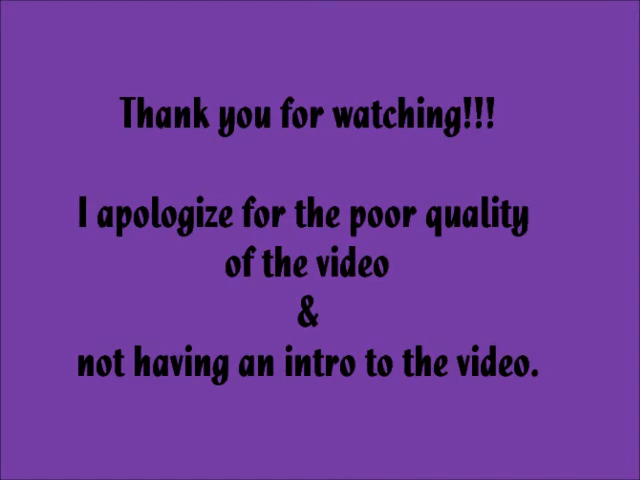 Thank you for watching!!!
I apologize for the poor quality
of the video
&
not having an intro to the video.